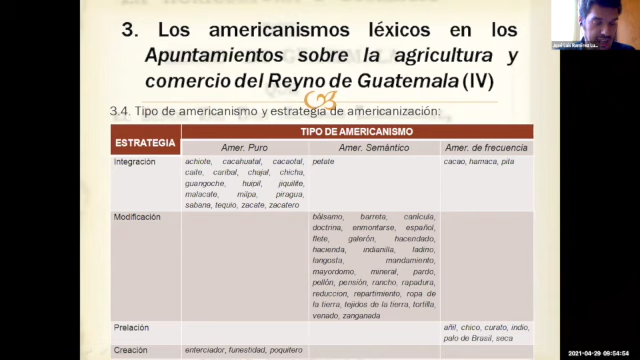 3. Los americanismos léxicos en los
Apuntamientos sobre la agricultura y
comercio del Reyno de Guatemala (IV)
3.4. Tipo de americanismo y estrategia de americanización:
ESTRATEGIA
TIPO DE AMERICANISMO
Amer. Puro
Amer. Semántico
Amer. de frecuencia
Integración
achiote, cacahuatal, cacaotal,
caite, caribal, chajal, chicha,
guangoche, huipil, jiquilite,
malacate, milpa, piragua,
sabana, tequio, zacate, zacatero
petate
cacao, hamaca, pita
Modificación
bálsamo, barreta, canícula,
doctrina, enmontarse, español,
flete, galerón, hacendado,
hacienda, indianilla, ladino,
langosta, mandamiento,
mayordomo, mineral, pardo,
pellón, pensión, rancho, rapadura,
reduccion, repartimiento, ropa de
la tierra, tejidos de la tierra, tortilla,
venado, zanganada
Prelación
añil, chico, curato, indio,
palo de Brasil, seca
Creación
enterciador, funestidad, poquitero
José Luis Ramírez
2021-04-29 09:54:54